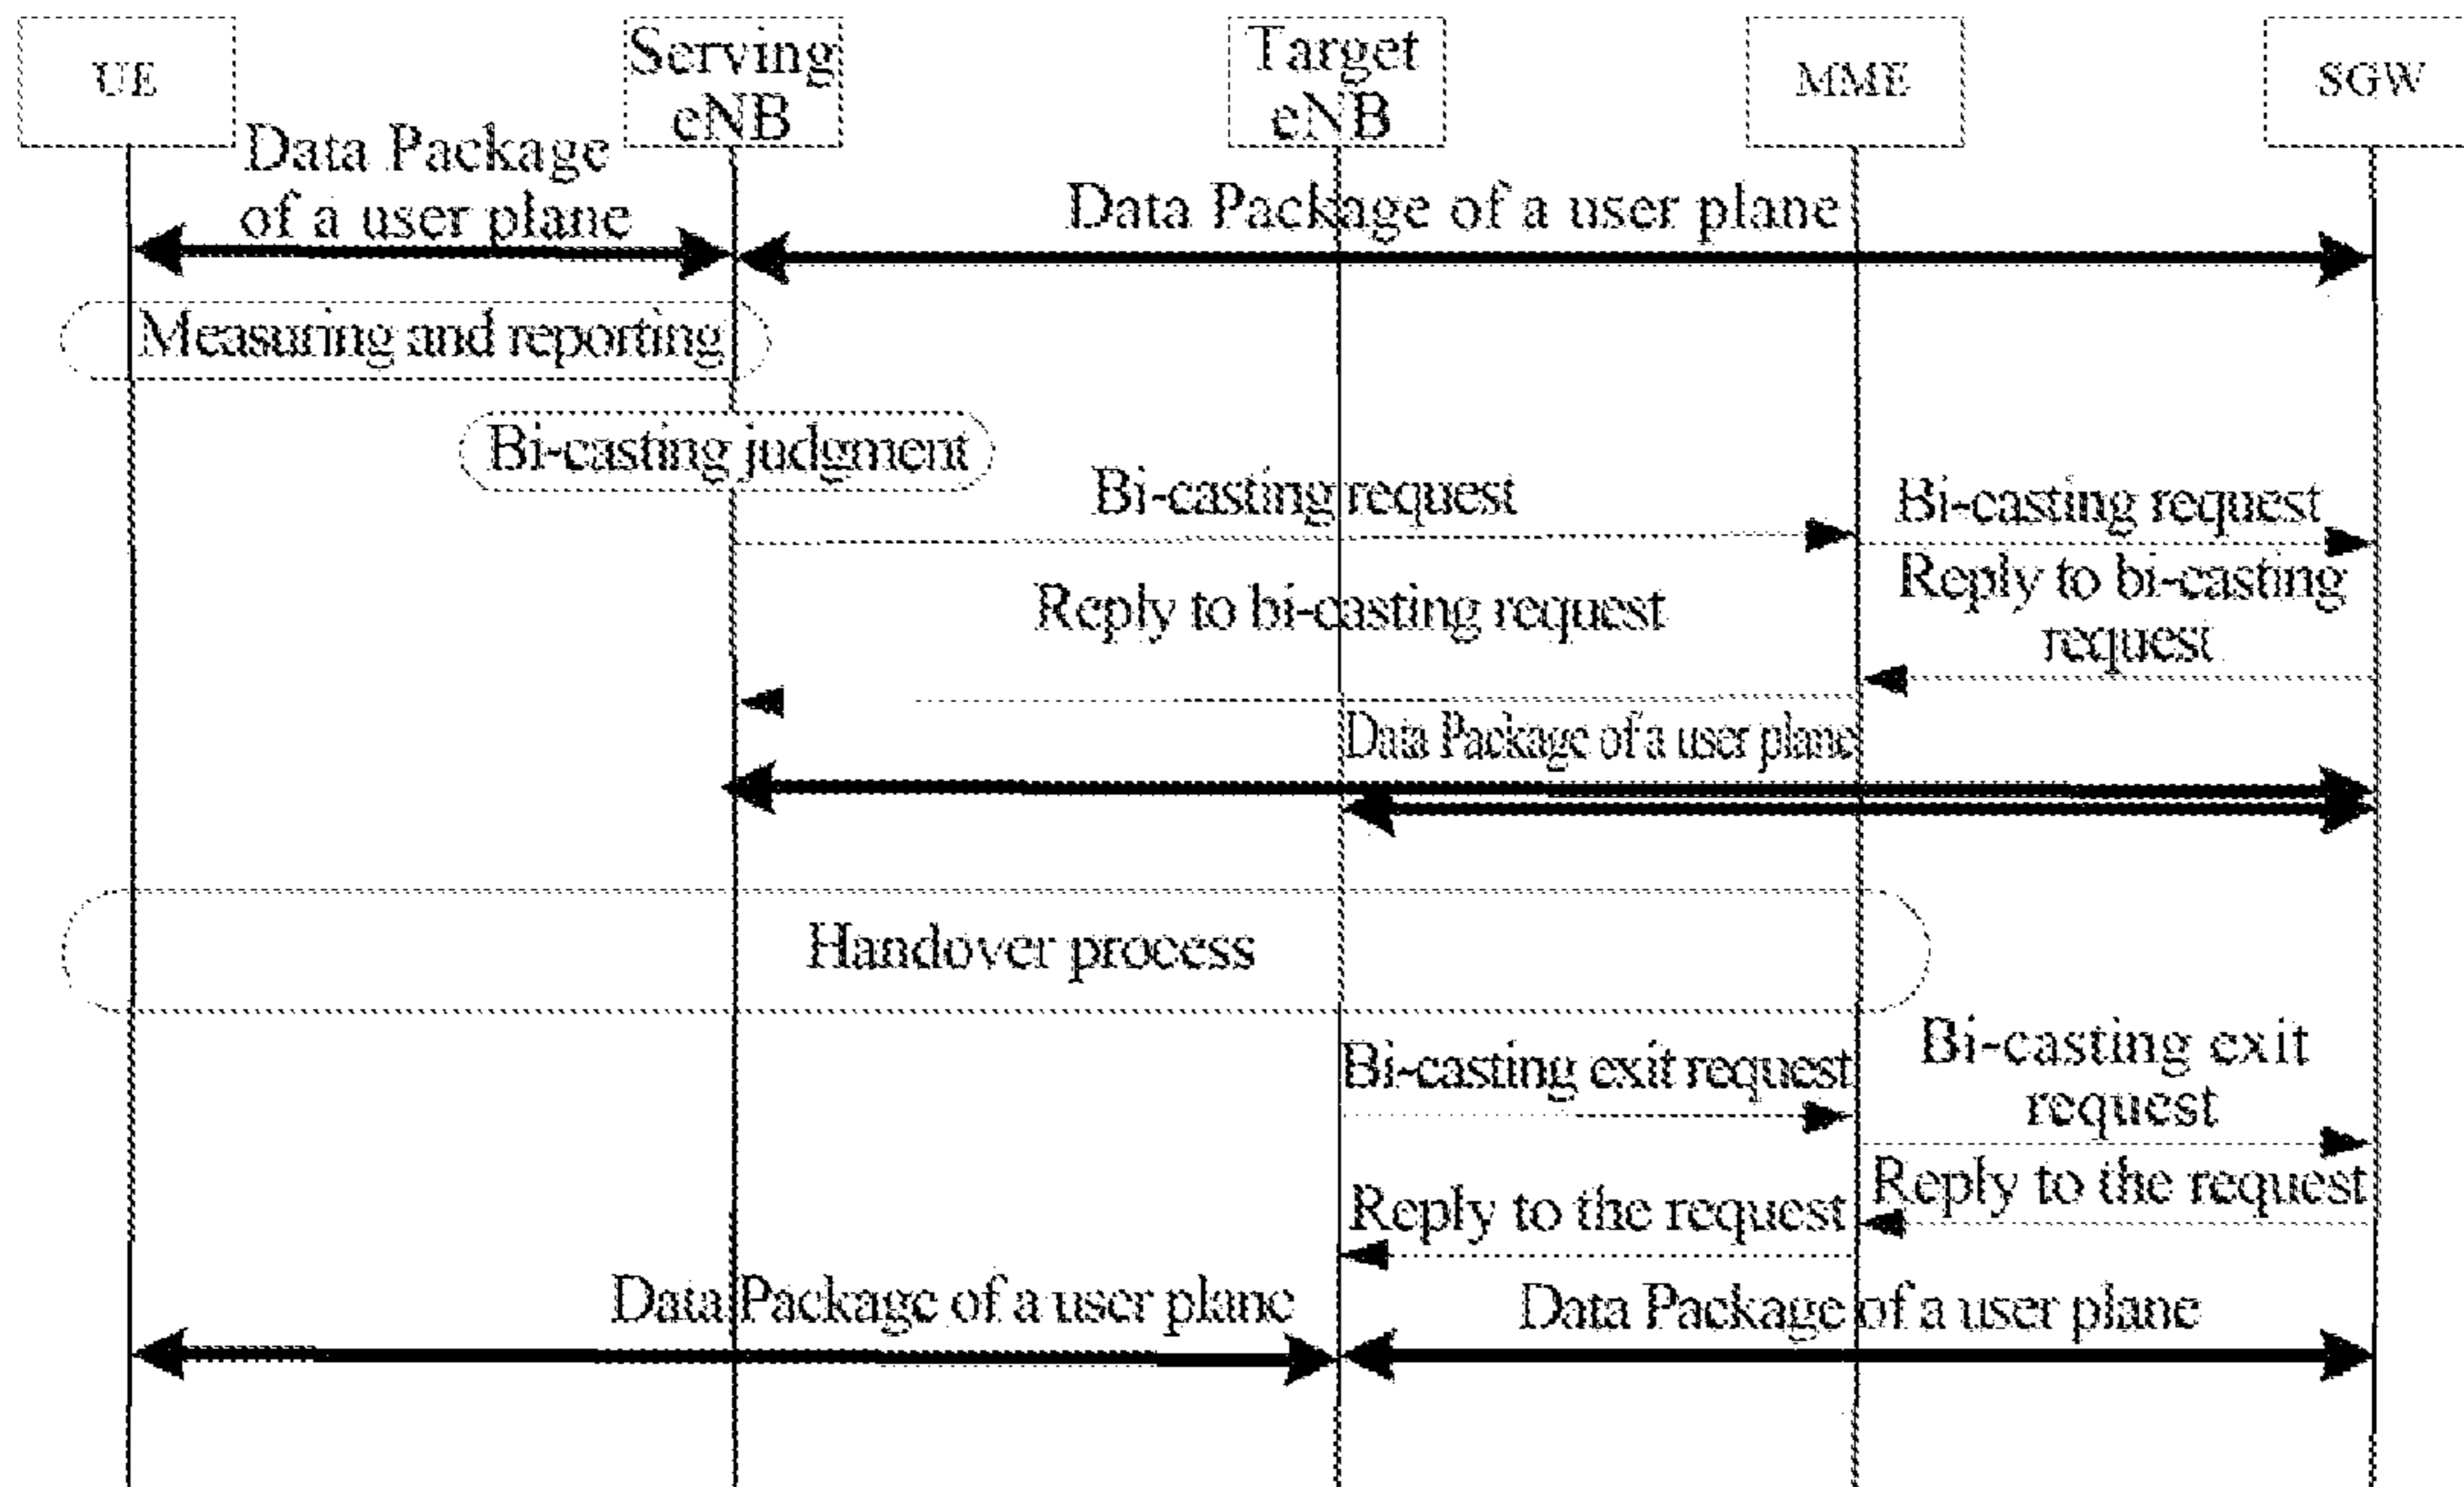 UE
Serving
eNB
Target
eNB
MME
SGW
Data Package
of a user plane
Data Package of a user plane
Measuring and reporting
Bi-casting judgment
Bi-casting request
Bi-casting request
Reply to bi-casting request
Reply to bi-casting
request
Data Package of a user plane
Handover process
Bi-casting exit request
Bi-casting exit
request
Reply to the request
Reply to the request
Data Package of a user plane
Data Package of a user plane